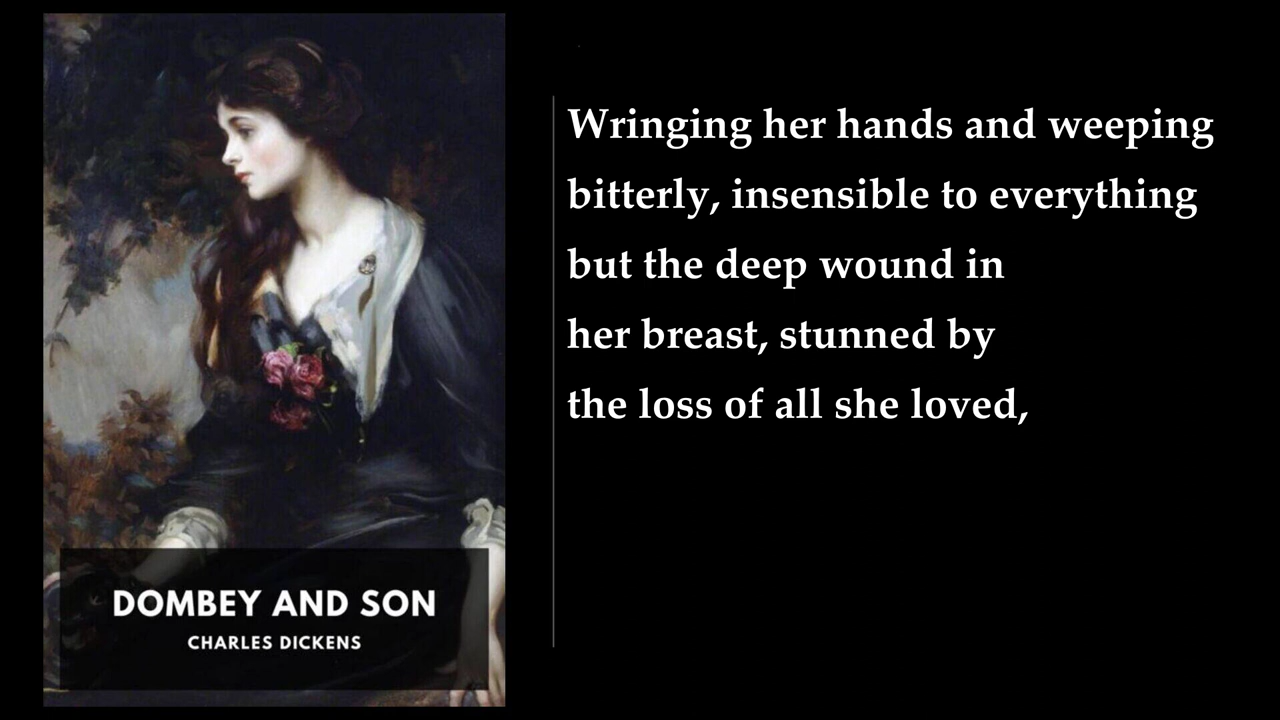 DOMBEY AND SON
CHARLES DICKENS
Wringing her hands and weeping
bitterly, insensible to everything
but the deep wound in
her breast, stunned by
the loss of all she loved,